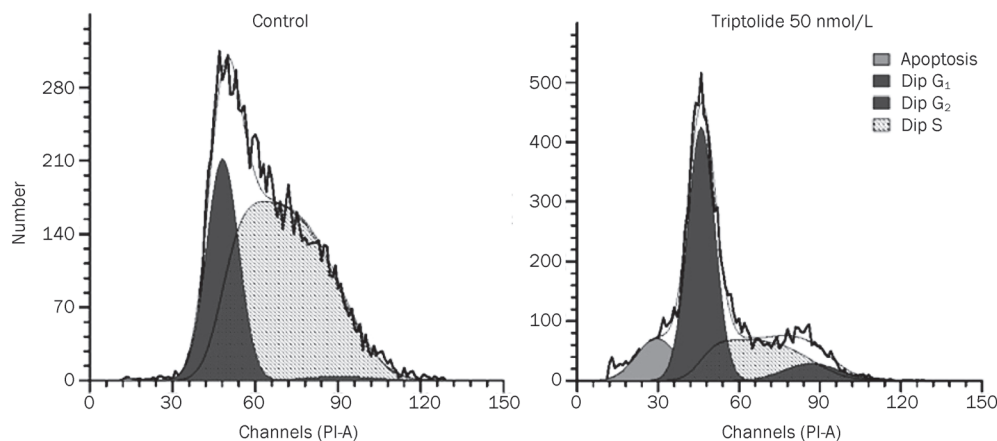 Control
Number
280
210
140
70
0
0
30
60
90
120
150
Channels (PI-A)
Triptolide 50 nmol/L
Apoptosis
Dip G₁
Dip G₂
Dip S
500
400
300
200
100
0
0
30
60
90
120
150
Channels (PI-A)